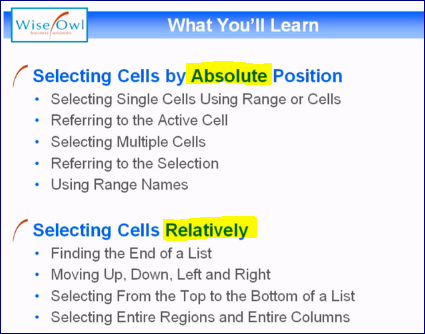 Wise Owl
business solutions
What You'll Learn
Selecting Cells by Absolute Position
• Selecting Single Cells Using Range or Cells
• Referring to the Active Cell
• Selecting Multiple Cells
• Referring to the Selection
• Using Range Names
Selecting Cells Relatively
• Finding the End of a List
• Moving Up, Down, Left and Right
• Selecting From the Top to the Bottom of a List
• Selecting Entire Regions and Entire Columns